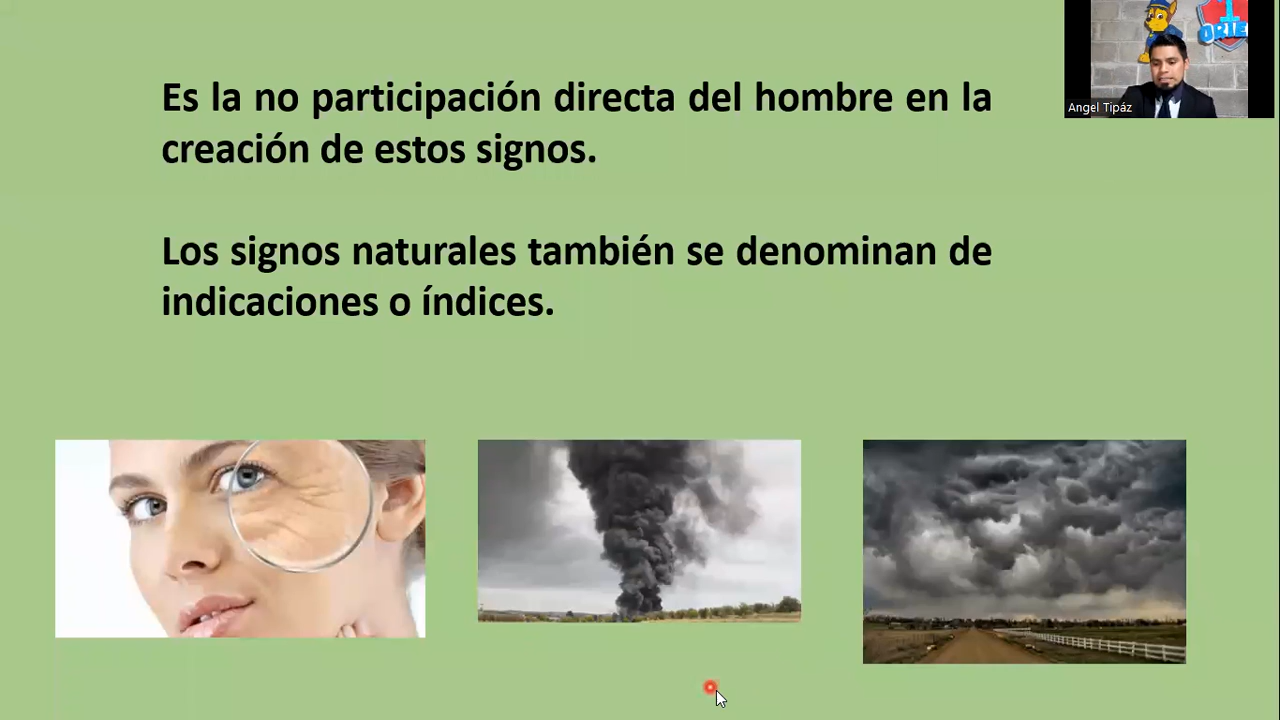 Es la no participación directa del hombre en la
creación de estos signos.
Los signos naturales también se denominan de
indicaciones o índices.
Angel Tipáz